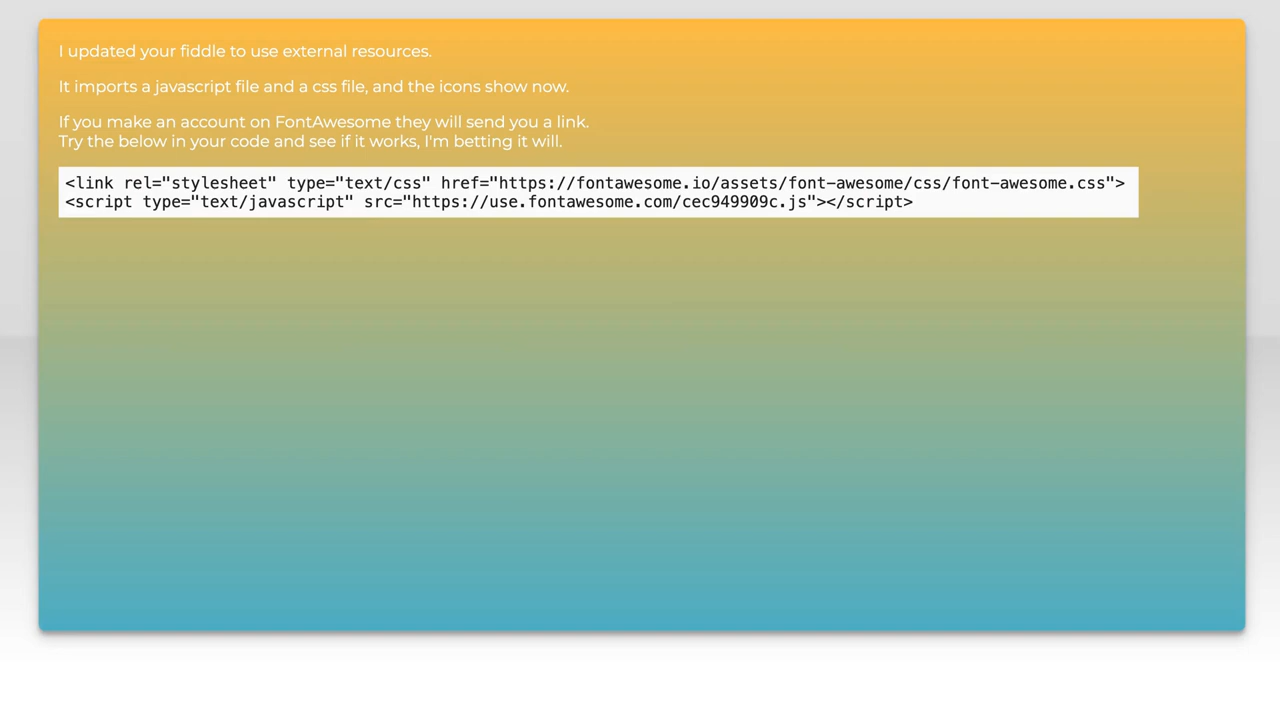 I updated your fiddle to use external resources.
It imports a javascript file and a css file, and the icons show now.
If you make an account on FontAwesome they will send you a link.
Try the below in your code and see if it works, I'm betting it will.
<link rel="stylesheet" type="text/css" href="https://fontawesome.io/assets/font-awesome/css/font-awesome.css">
<script type="text/javascript" src="https://use.fontawesome.com/cec949909c.js"></script>